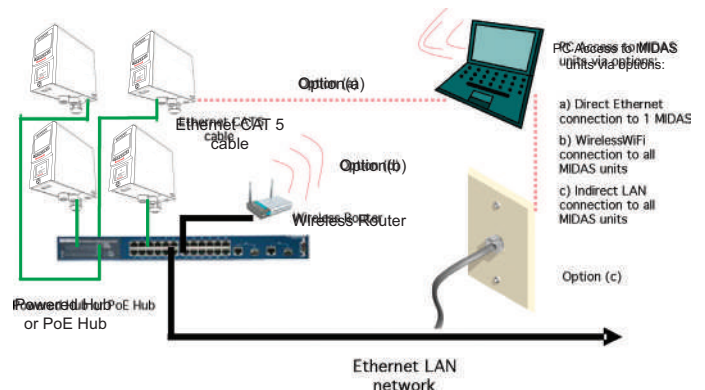 PC Access to MIDAS
units via options:
Option (a)
a) Direct Ethernet
connection to 1 MIDAS
Ethernet CAT 5
cable
b) WirelessWiFi
connection to all
MIDAS units
Option (b)
c) Indirect LAN
connection to all
MIDAS units
Wireless Router
Option (c)
Powered Hub
or PoE Hub
Ethernet LAN
network